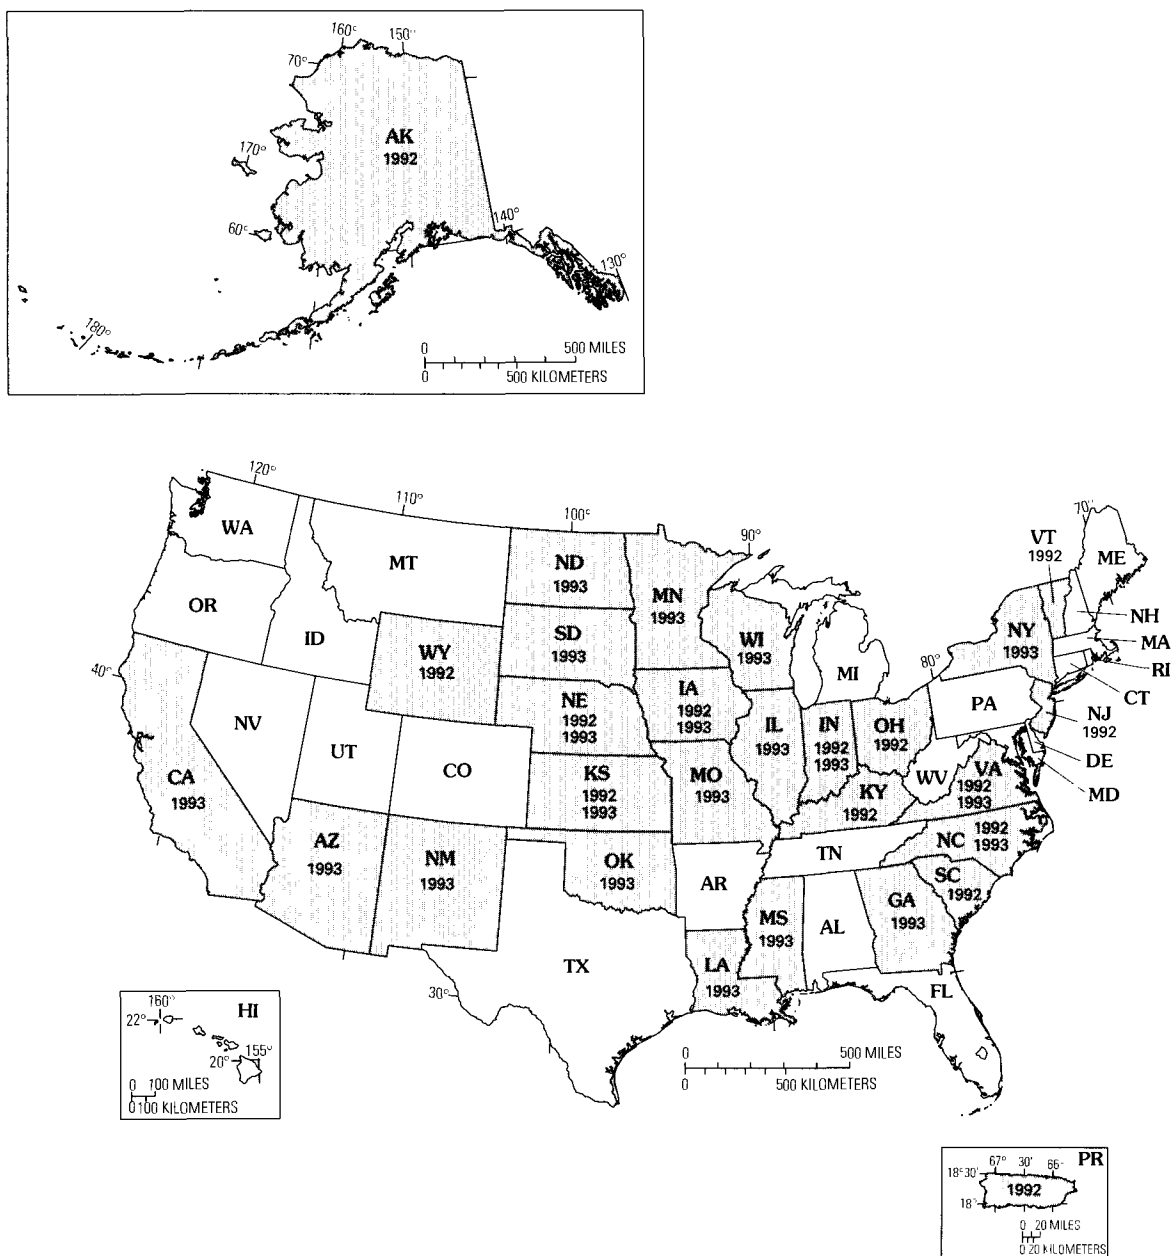 160°
150°
70°
AK
1992
170°
60°
140°
130°
180°
0 500 MILES
0 500 KILOMETERS
120°
110°
100°
90°
70°
WA
MT
ND
1993
MN
1993
VT
1992
ME
OR
ID
SD
1993
WI
1993
NY
1993
NH
MA
RI
CT
40°
WY
1992
MI
80°
NV
UT
CO
NE
1992
1993
IA
1992
1993
IL
1993
IN
1992
1993
OH
1992
PA
NJ
1992
DE
MD
CA
1993
KS
1992
1993
MO
1993
KY
1992
WV
VA
1992
1993
AZ
1993
NM
1993
OK
1993
AR
TN
NC
1992
1993
SC
1992
MS
1993
AL
GA
1993
TX
LA
1993
FL
30°
160°
HI
22°
20°
155°
0 100 MILES
0 100 KILOMETERS
0 500 MILES
0 500 KILOMETERS
PR
67° 30' 66°
18°30'
1992
18°
0 20 MILES
0 20 KILOMETERS